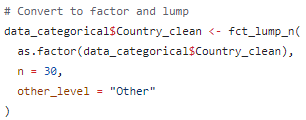 # Convert to factor and lump
data_categorical$Country_clean <- fct_lump_n(
  as.factor(data_categorical$Country_clean),
  n = 30,
  other_level = "Other"
)